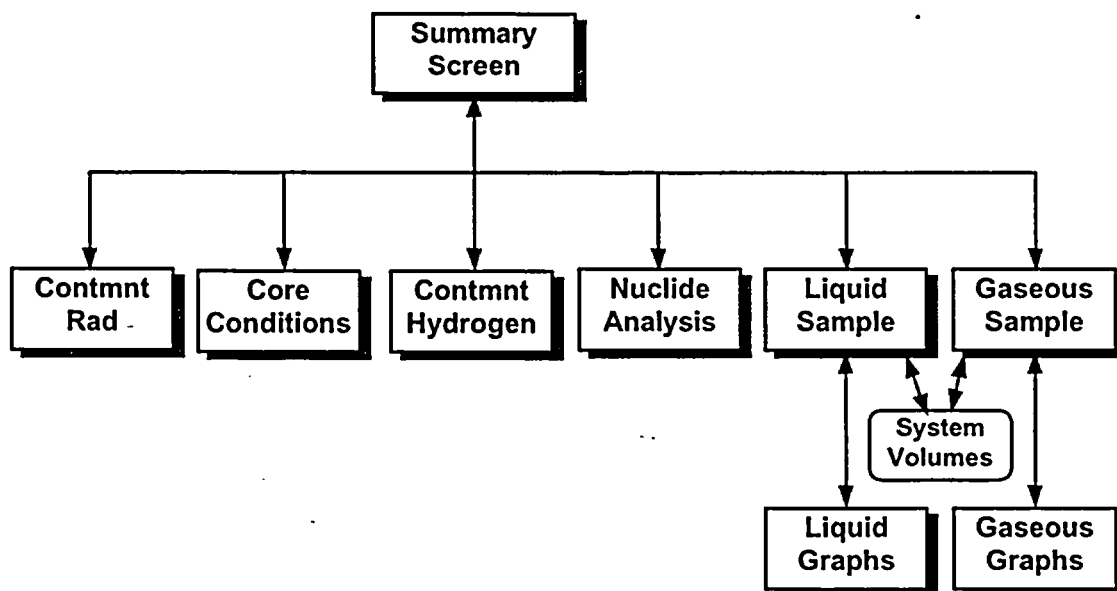 Summary
Screen
Contmnt
Rad
Core
Conditions
Contmnt
Hydrogen
Nuclide
Analysis
Liquid
Sample
Gaseous
Sample
System
Volumes
Liquid
Graphs
Gaseous
Graphs